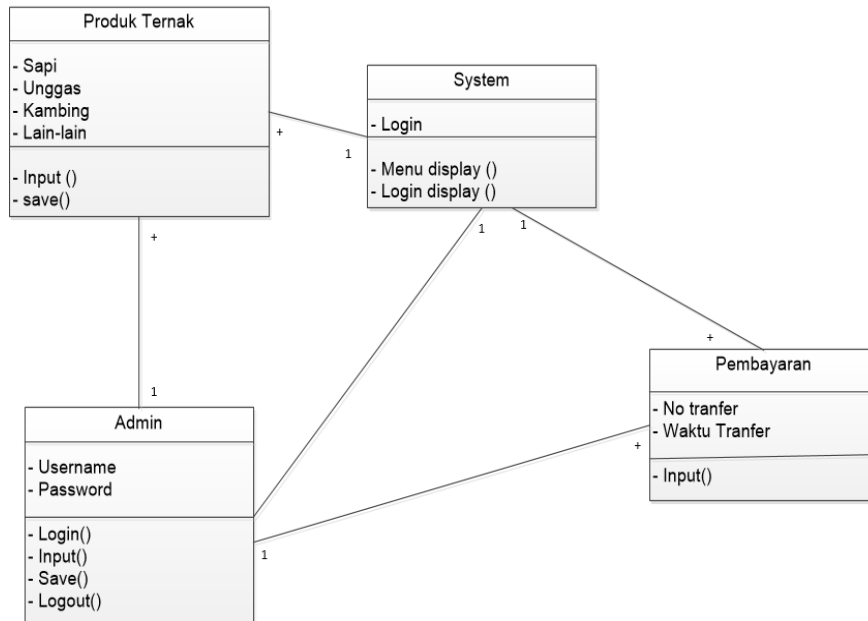 Produk Ternak
- Sapi
- Unggas
- Kambing
- Lain-lain
- Input ()
- save()
System
- Login
- Menu display ()
- Login display ()
+
1
+
1
1
1
+
Pembayaran
- No tranfer
- Waktu Tranfer
- Input()
+
1
Admin
- Username
- Password
- Login()
- Input()
- Save()
- Logout()